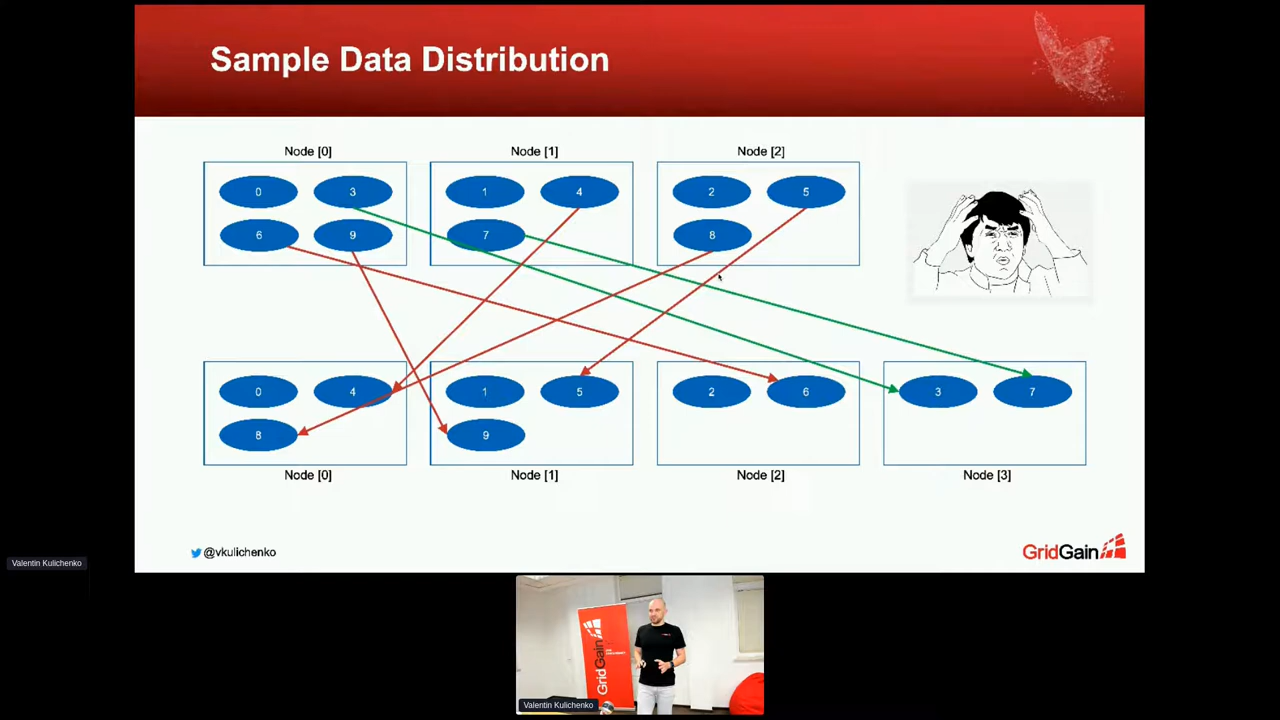 Sample Data Distribution
Node [0]
Node [1]
Node [2]
0
3
1
4
2
5
6
9
7
8
0
4
1
5
2
6
3
7
8
9
Node [0]
Node [1]
Node [2]
Node [3]
@vkulichenko
GridGain
Valentin Kulichenko
GridGain
Valentin Kulichenko